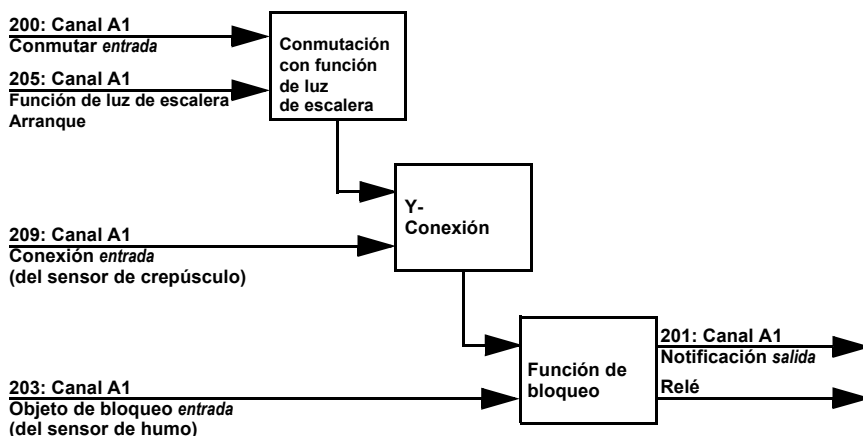 200: Canal A1
Conmutar entrada
205: Canal A1
Función de luz de escalera
Arranque
Conmutación
con función
de luz
de escalera
Y-
Conexión
209: Canal A1
Conexión entrada
(del sensor de crepúsculo)
Función de
bloqueo
201: Canal A1
Notificación salida
Relé
203: Canal A1
Objeto de bloqueo entrada
(del sensor de humo)